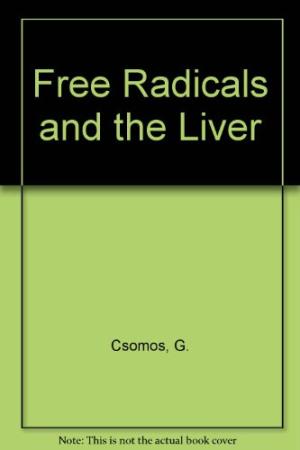 Free Radicals
and the Liver
Csomos, G.
Note: This is not the actual book cover